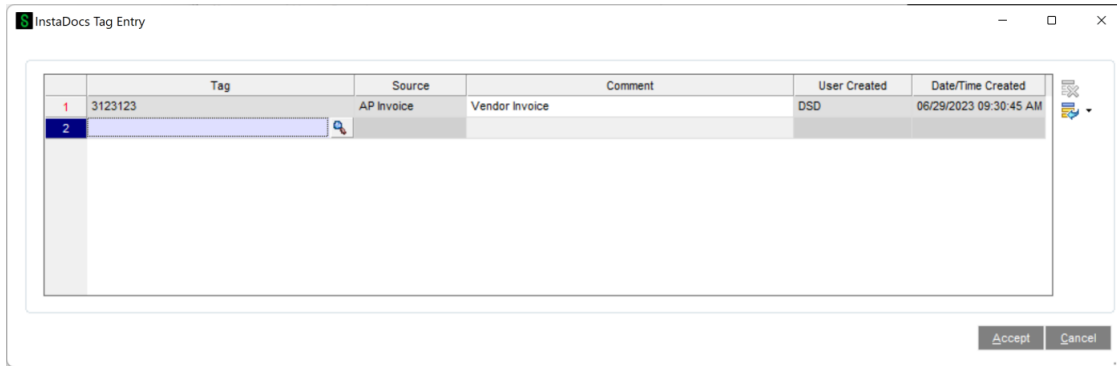 S InstaDocs Tag Entry
Tag Source Comment User Created Date/Time Created
1 3123123 AP Invoice Vendor Invoice DSD 06/29/2023 09:30:45 AM
2
Accept Cancel